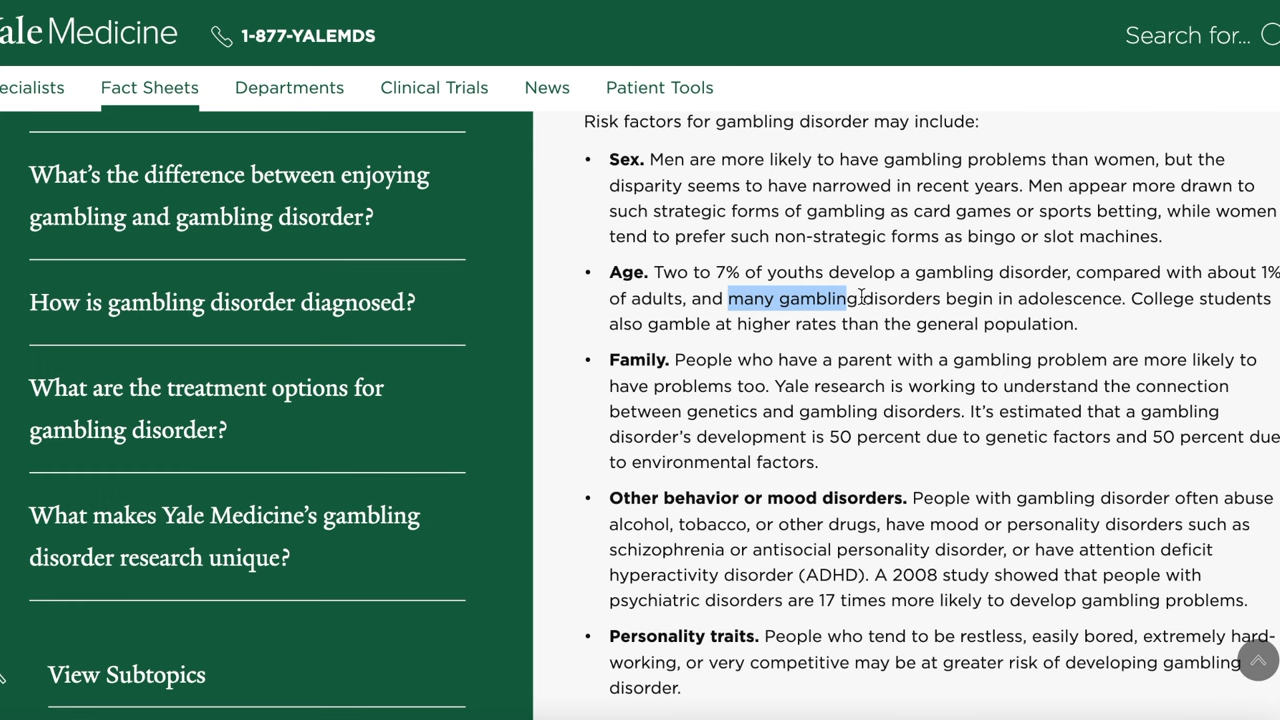 ale Medicine
1-877-YALEMDS
Search for...
ecialists
Fact Sheets
Departments
Clinical Trials
News
Patient Tools
What's the difference between enjoying
gambling and gambling disorder?
How is gambling disorder diagnosed?
What are the treatment options for
gambling disorder?
What makes Yale Medicine's gambling
disorder research unique?
View Subtopics
Risk factors for gambling disorder may include:
• Sex. Men are more likely to have gambling problems than women, but the
disparity seems to have narrowed in recent years. Men appear more drawn to
such strategic forms of gambling as card games or sports betting, while women
tend to prefer such non-strategic forms as bingo or slot machines.
• Age. Two to 7% of youths develop a gambling disorder, compared with about 1%
of adults, and many gambling disorders begin in adolescence. College students
also gamble at higher rates than the general population.
• Family. People who have a parent with a gambling problem are more likely to
have problems too. Yale research is working to understand the connection
between genetics and gambling disorders. It's estimated that a gambling
disorder's development is 50 percent due to genetic factors and 50 percent due
to environmental factors.
• Other behavior or mood disorders. People with gambling disorder often abuse
alcohol, tobacco, or other drugs, have mood or personality disorders such as
schizophrenia or antisocial personality disorder, or have attention deficit
hyperactivity disorder (ADHD). A 2008 study showed that people with
psychiatric disorders are 17 times more likely to develop gambling problems.
• Personality traits. People who tend to be restless, easily bored, extremely hard-
working, or very competitive may be at greater risk of developing gambling
disorder.